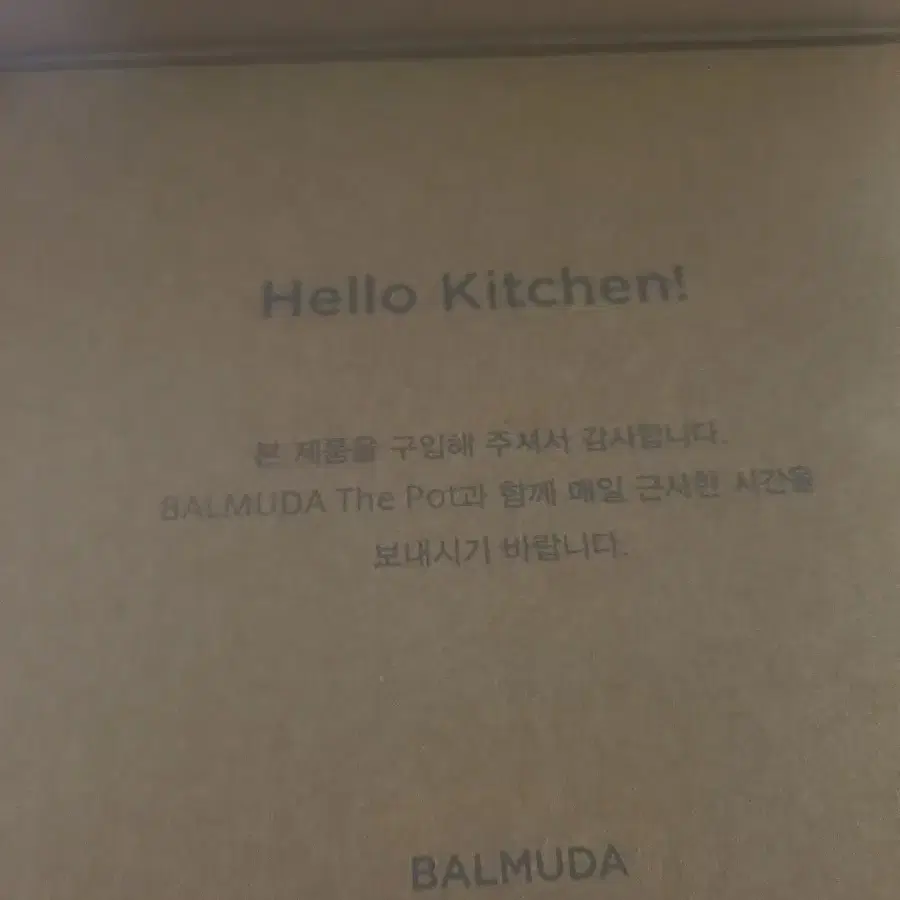 Hello Kitchen!
본 제품을 구입해 주셔서 감사합니다.
BALMUDA The Pot과 함께 매일 근사한 시간을
보내시기 바랍니다.
BALMUDA